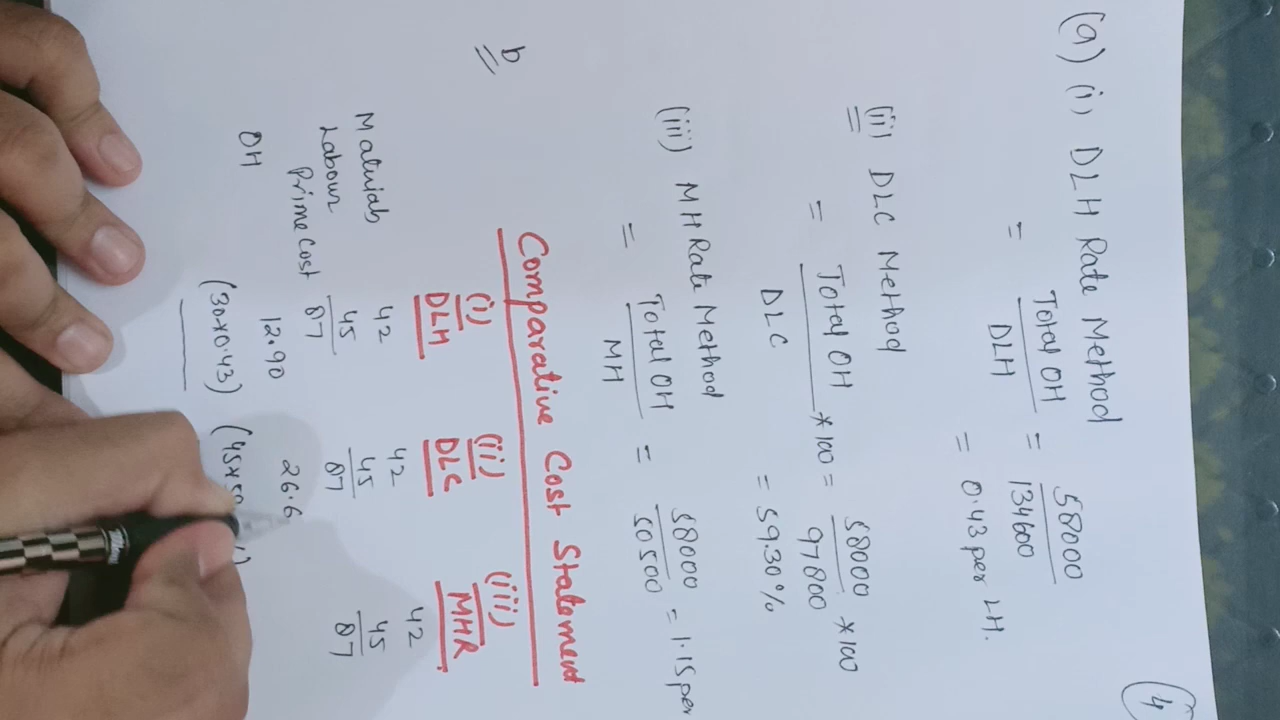 4
(a) (i) DLH Rate Method
= Total OH = 58000
DLH 134600
= 0.43 per LH.
(ii) DLC Method
= Total OH * 100 = 58000 * 100
DLC 97800
= 5930%
(iii) MH Rate Method
= Total OH = 58000 = 1.15 per
MH 50500
b
Comparative Cost Statement
(i) (ii) (iii)
DLH DLC MHR
Materials 42 42 42
Labour 45 45 45
Prime Cost 87 87 87
OH 12.90 26.6
(30*0.43) (45*